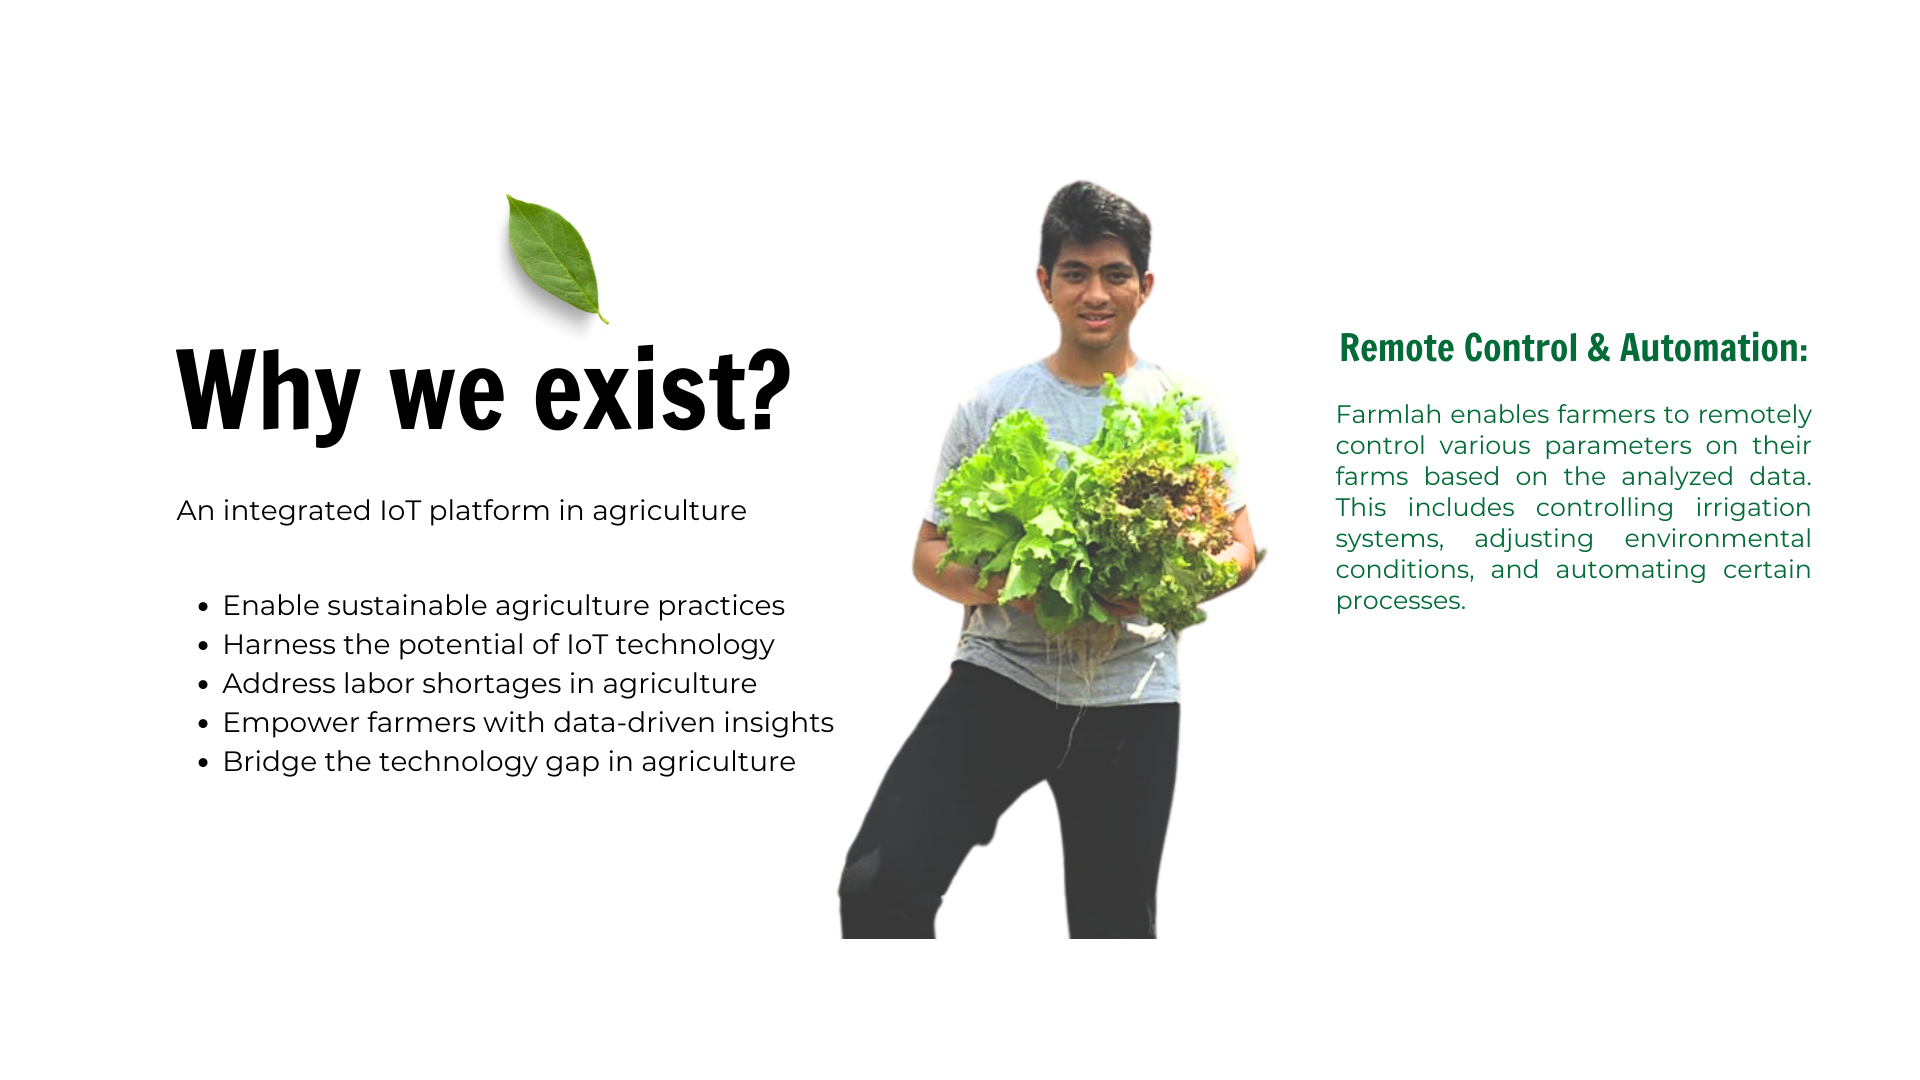 Why we exist?
An integrated IoT platform in agriculture
• Enable sustainable agriculture practices
• Harness the potential of IoT technology
• Address labor shortages in agriculture
• Empower farmers with data-driven insights
• Bridge the technology gap in agriculture
Remote Control & Automation:
Farmlah enables farmers to remotely
control various parameters on their
farms based on the analyzed data.
This includes controlling irrigation
systems, adjusting environmental
conditions, and automating certain
processes.